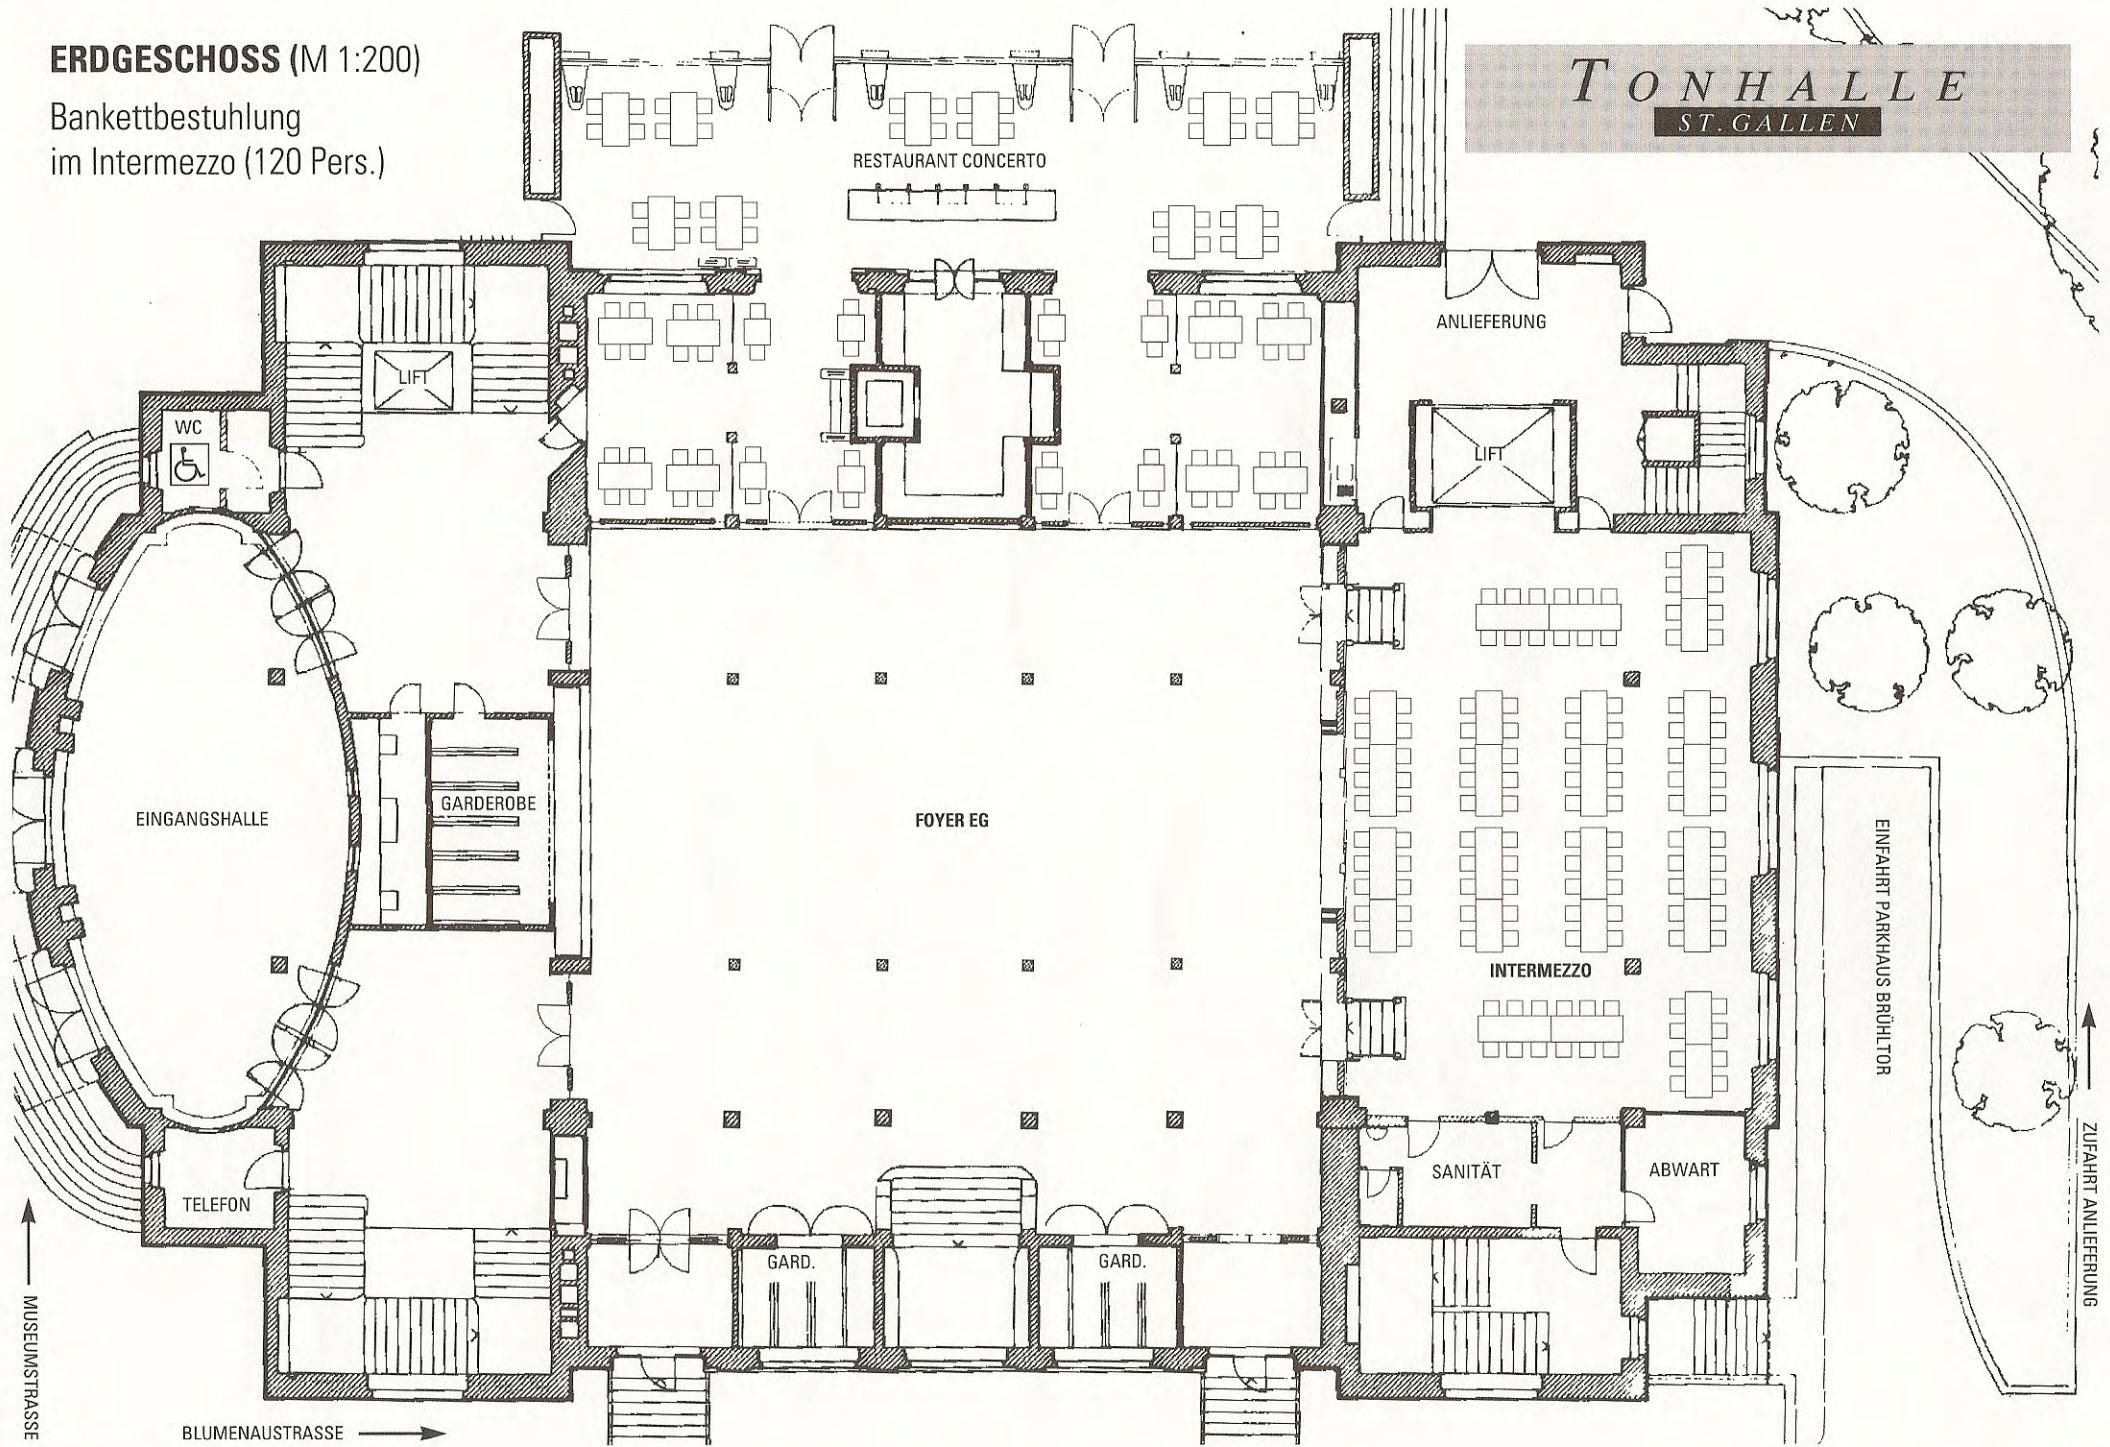 ERDGESCHOSS (M 1:200)
Bankettbestuhlung
im Intermezzo (120 Pers.)
TONHALLE
ST. GALLEN
RESTAURANT CONCERTO
ANLIEFERUNG
LIFT
WC
LIFT
GARDEROBE
EINGANGSHALLE
FOYER EG
EINFAHRT PARKHAUS BRÜHLTOR
INTERMEZZO
SANITÄT
ABWART
TELEFON
GARD.
GARD.
ZUFAHRT ANLIEFERUNG
MUSEUMSTRASSE
BLUMENAUSTRASSE